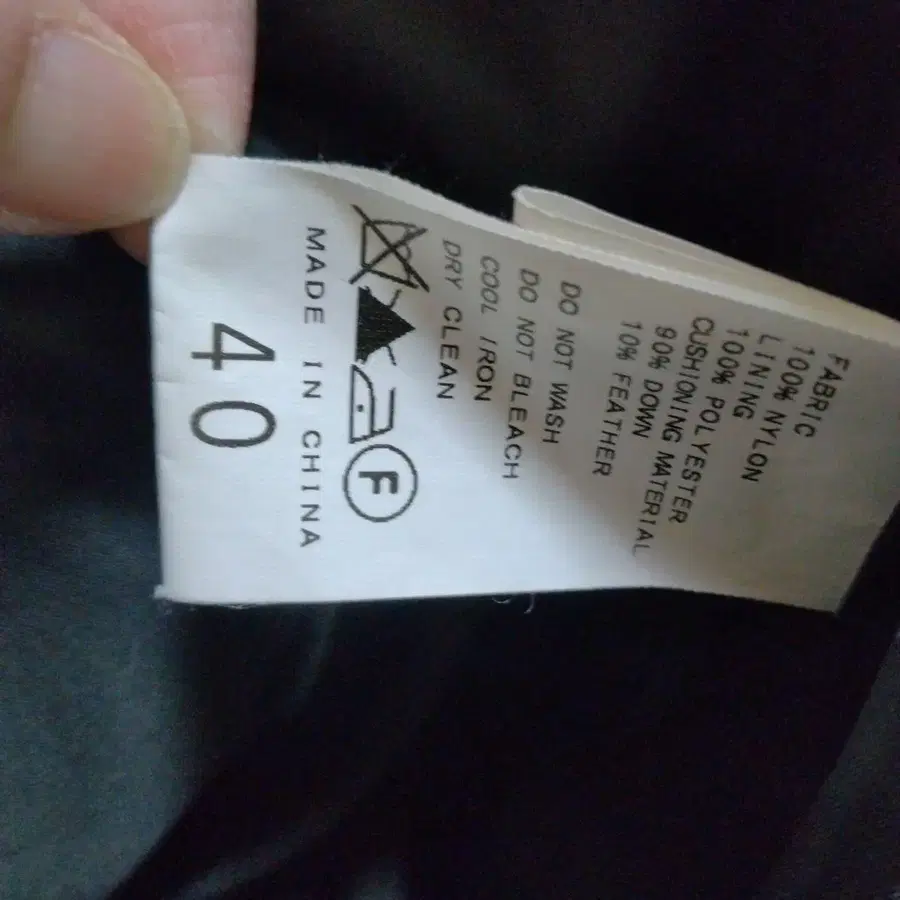 FABRIC
100% NYLON
LINING
100% POLYESTER
CUSHIONING MATERIAL
90% DOWN
10% FEATHER
DO NOT WASH
DO NOT BLEACH
COOL IRON
DRY CLEAN
F
MADE IN CHINA
40